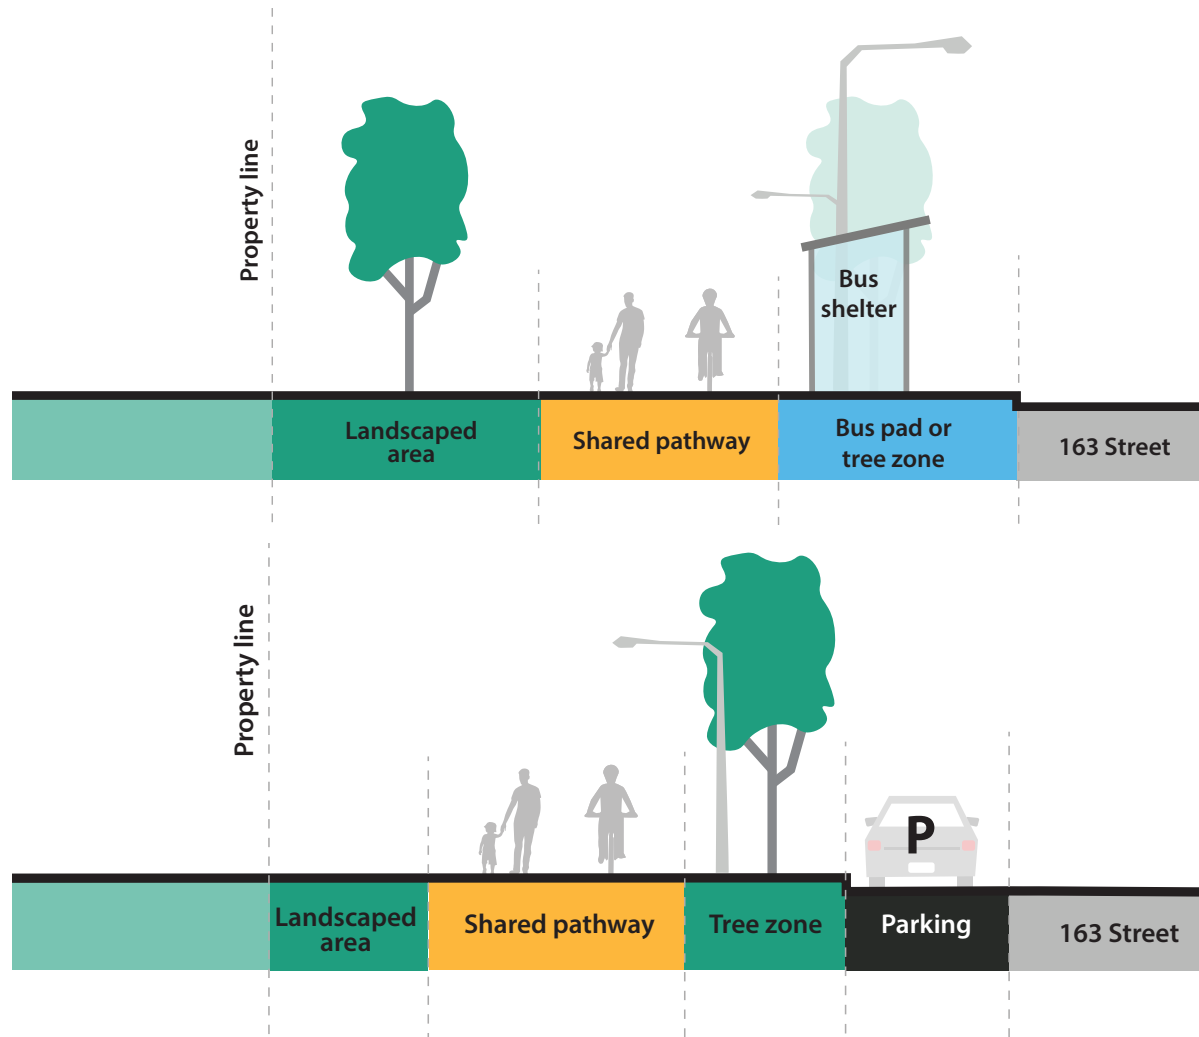 Property line
Bus
shelter
Landscaped
area
Shared pathway
Bus pad or
tree zone
163 Street
Property line
P
Landscaped
area
Shared pathway
Tree zone
Parking
163 Street